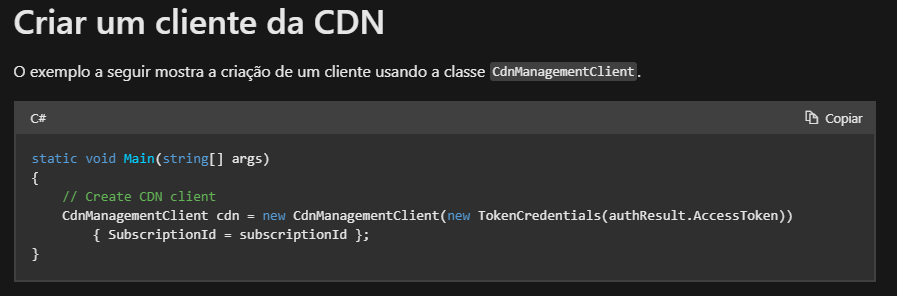 Criar um cliente da CDN
O exemplo a seguir mostra a criação de um cliente usando a classe CdnManagementClient.
C#
Copiar
static void Main(string[] args)
{
    // Create CDN client
    CdnManagementClient cdn = new CdnManagementClient(new TokenCredentials(authResult.AccessToken))
        { SubscriptionId = subscriptionId };
}